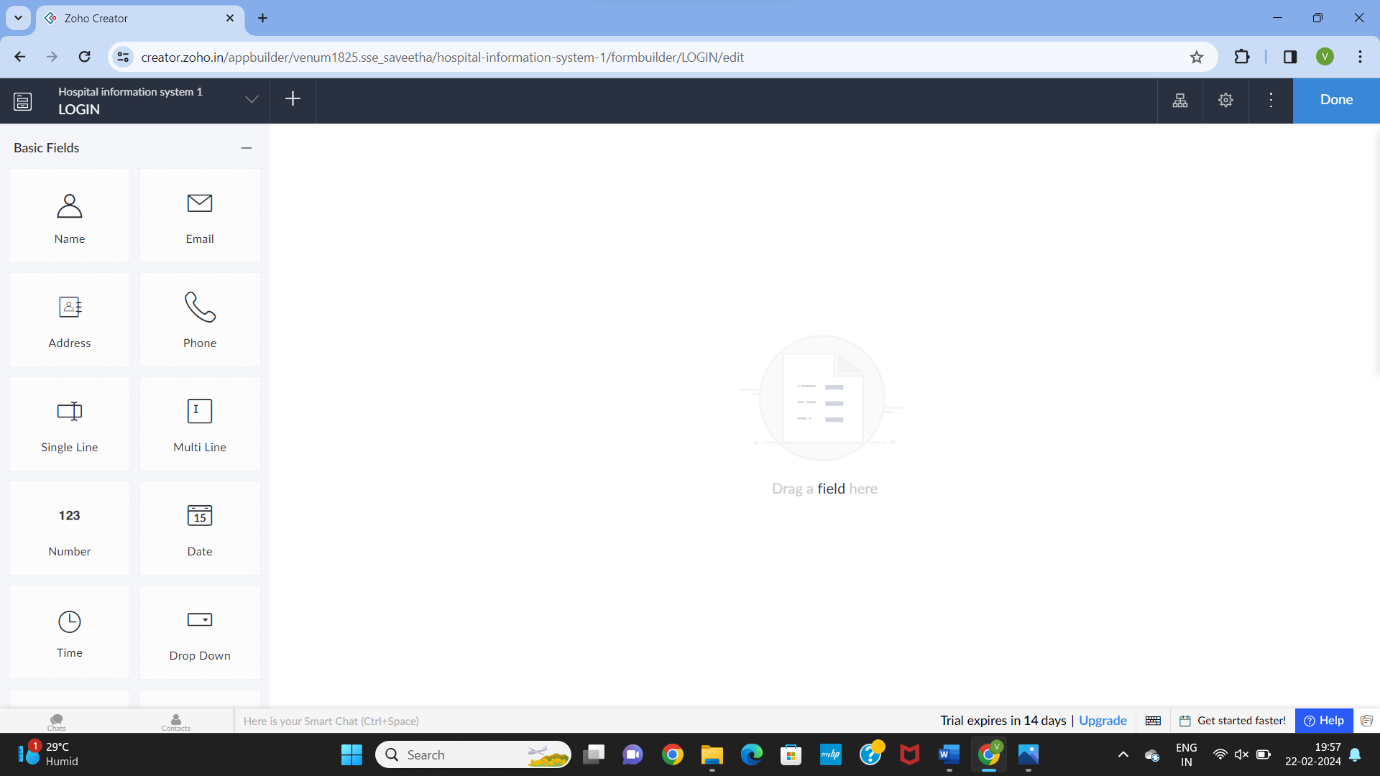 Zoho Creator
creator.zoho.in/appbuilder/venum1825.sse_saveetha/hospital-information-system-1/formbuilder/LOGIN/edit
V
Hospital information system 1
LOGIN
Done
Basic Fields
Name
Email
Address
Phone
Single Line
Multi Line
123
Number
15
Date
Time
Drop Down
Drag a field here
Chats
Contacts
Here is your Smart Chat (Ctrl+Space)
Trial expires in 14 days | Upgrade
Get started faster!
Help
1
29°C
Humid
Search
myhp
W
V
ENG
IN
19:57
22-02-2024